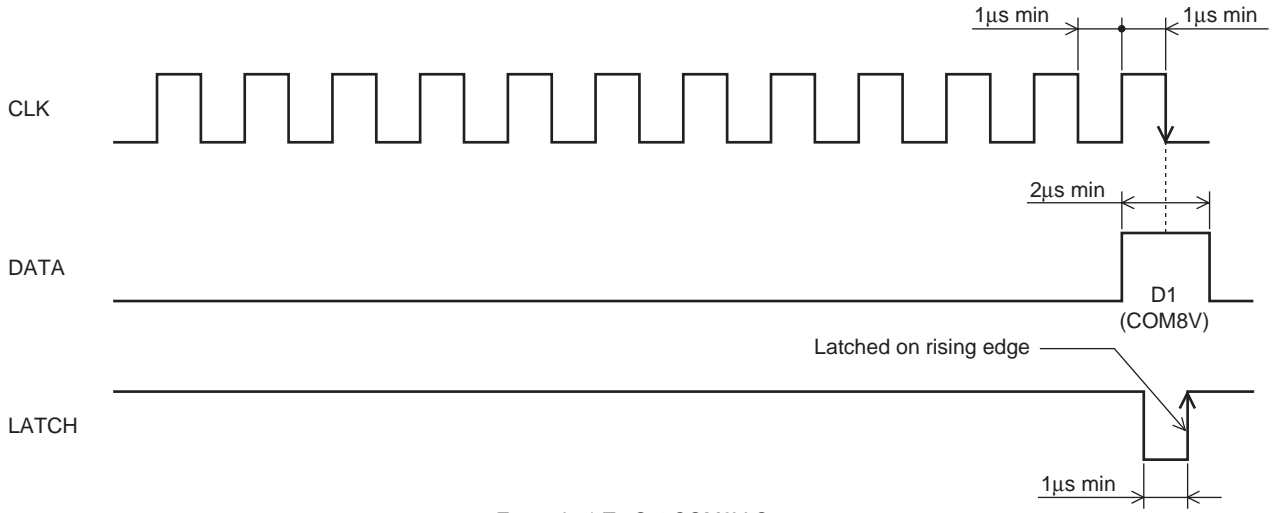 1μs min
1μs min
CLK
2μs min
DATA
D1
(COM8V)
Latched on rising edge
LATCH
1μs min